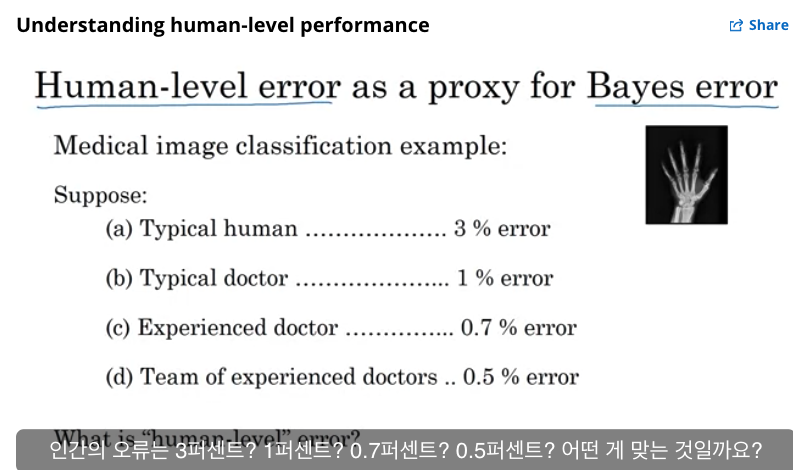 Understanding human-level performance
Share
Human-level error as a proxy for Bayes error
Medical image classification example:
Suppose:
(a) Typical human ................... 3 % error
(b) Typical doctor ..................... 1 % error
(c) Experienced doctor ............... 0.7 % error
(d) Team of experienced doctors .. 0.5 % error
What is “human-level” error?
인간의 오류는 3퍼센트? 1퍼센트? 0.7퍼센트? 0.5퍼센트? 어떤 게 맞는 것일까요?